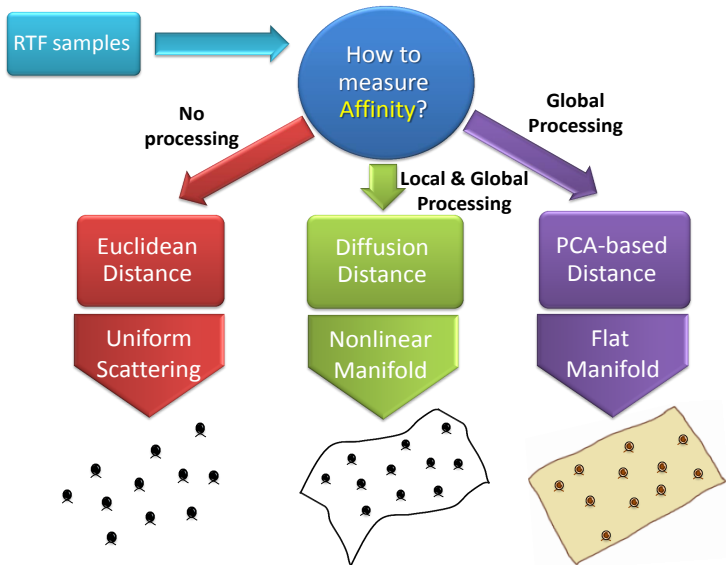 RTF samples
How to
measure
Affinity?
No
processing
Local & Global
Processing
Global
Processing
Euclidean
Distance
Diffusion
Distance
PCA-based
Distance
Uniform
Scattering
Nonlinear
Manifold
Flat
Manifold